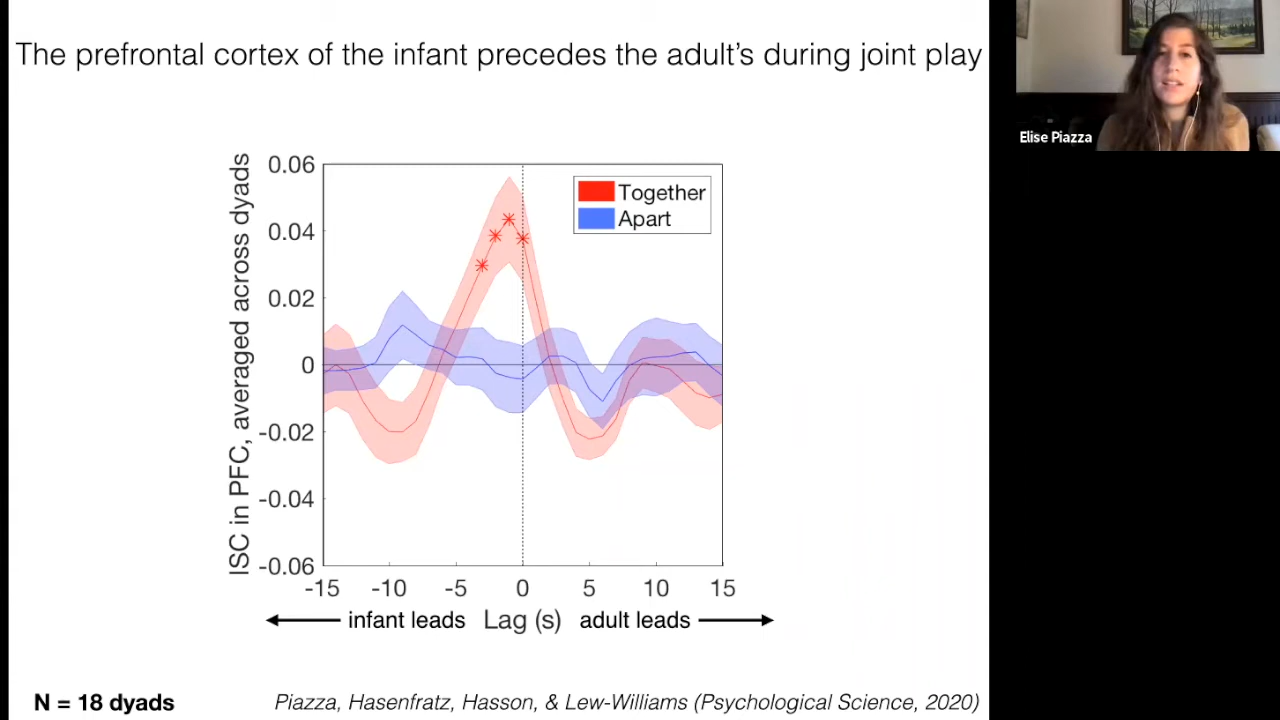 The prefrontal cortex of the infant precedes the adult's during joint play
Elise Piazza
ISC in PFC, averaged across dyads
0.06
0.04
0.02
0
-0.02
-0.04
-0.06
Together
Apart
-15 -10 -5 0 5 10 15
infant leads Lag (s) adult leads
N = 18 dyads
Piazza, Hasenfratz, Hasson, & Lew-Williams (Psychological Science, 2020)